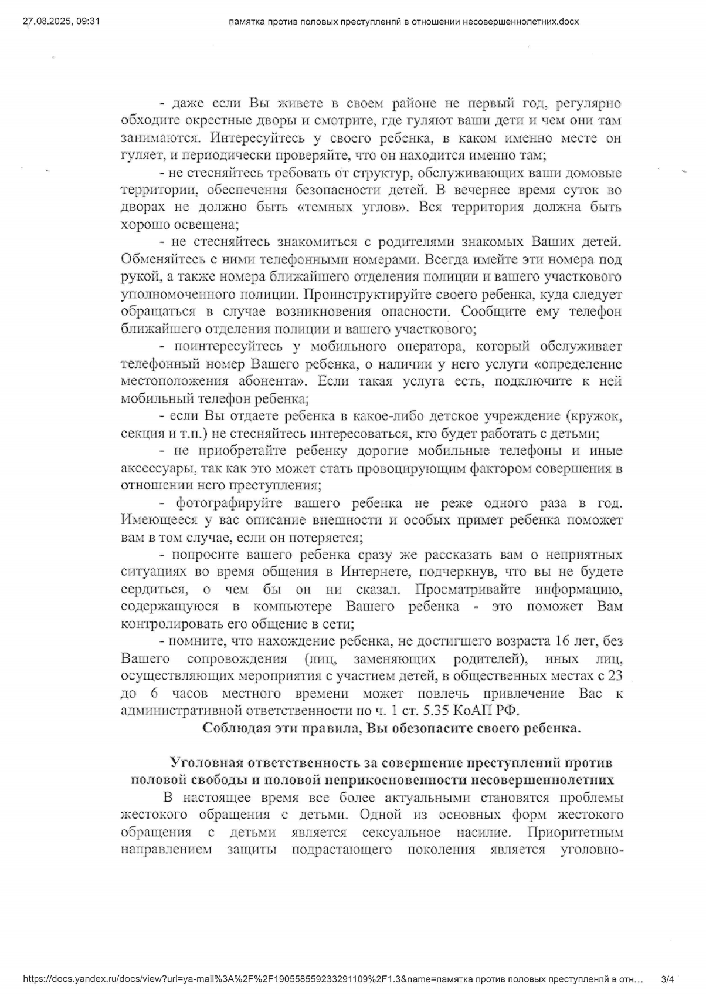 27.08.2025, 09:31
памятка против половых преступленпй в отношении несовершеннолетних.docx
- даже если Вы живете в своем районе не первый год, регулярно
обходите окрестные дворы и смотрите, где гуляют ваши дети и чем они там
занимаются. Интересуйтесь у своего ребенка, в каком именно месте он
гуляет, и периодически проверяйте, что он находится именно там;
- не стесняйтесь требовать от структур, обслуживающих ваши домовые
территории, обеспечения безопасности детей. В вечернее время суток во
дворах не должно быть «темных углов». Вся территория должна быть
хорошо освещена;
- не стесняйтесь знакомиться с родителями знакомых Ваших детей.
Обменяйтесь с ними телефонными номерами. Всегда имейте эти номера под
рукой, а также номера ближайшего отделения полиции и вашего участкового
уполномоченного полиции. Проинструктируйте своего ребенка, куда следует
обращаться в случае возникновения опасности. Сообщите ему телефон
ближайшего отделения полиции и вашего участкового;
- поинтересуйтесь у мобильного оператора, который обслуживает
телефонный номер Вашего ребенка, о наличии у него услуги «определение
местоположения абонента». Если такая услуга есть, подключите к ней
мобильный телефон ребенка;
- если Вы отдаете ребенка в какое-либо детское учреждение (кружок,
секция и т.п.) не стесняйтесь интересоваться, кто будет работать с детьми;
- не приобретайте ребенку дорогие мобильные телефоны и иные
аксессуары, так как это может стать провоцирующим фактором совершения в
отношении него преступления;
- фотографируйте вашего ребенка не реже одного раза в год.
Имеющееся у вас описание внешности и особых примет ребенка поможет
вам в том случае, если он потеряется;
- попросите вашего ребенка сразу же рассказать вам о неприятных
ситуациях во время общения в Интернете, подчеркнув, что вы не будете
сердиться, о чем бы он ни сказал. Просматривайте информацию,
содержащуюся в компьютере Вашего ребенка - это поможет Вам
контролировать его общение в сети;
- помните, что нахождение ребенка, не достигшего возраста 16 лет, без
Вашего сопровождения (лиц, заменяющих родителей), иных лиц,
осуществляющих мероприятия с участием детей, в общественных местах с 23
до 6 часов местного времени может повлечь привлечение Вас к
административной ответственности по ч. 1 ст. 5.35 КоАП РФ.
Соблюдая эти правила, Вы обезопасите своего ребенка.
Уголовная ответственность за совершение преступлений против
половой свободы и половой неприкосновенности несовершеннолетних
В настоящее время все более актуальными становятся проблемы
жестокого обращения с детьми. Одной из основных форм жестокого
обращения с детьми является сексуальное насилие. Приоритетным
направлением защиты подрастающего поколения является уголовно-
https://docs.yandex.ru/docs/view?url=ya-mail%3A%2F%2F190558559233291109%2F1.3&name=памятка против половых преступленпй в отн…
3/4